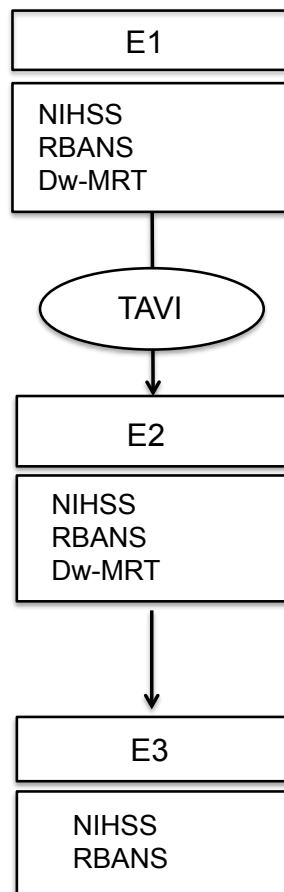 E1
NIHSS
RBANS
Dw-MRT
TAVI
E2
NIHSS
RBANS
Dw-MRT
E3
NIHSS
RBANS